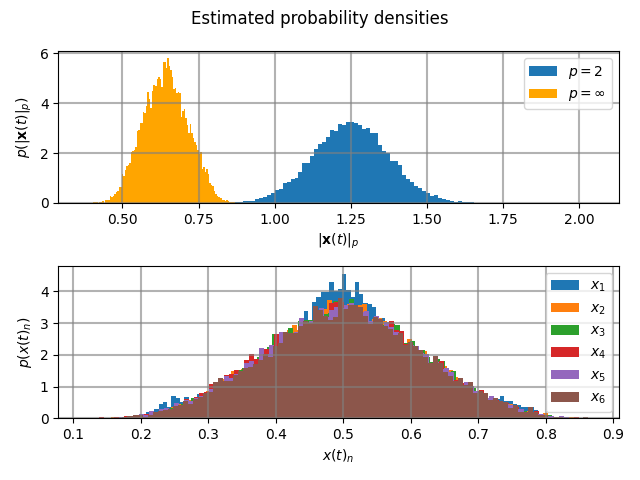 Estimated probability densities
p(|𝐱(t)|ₚ)
6
4
2
0
p = 2
p = ∞
0.50 0.75 1.00 1.25 1.50 1.75 2.00
|𝐱(t)|ₚ
p(x(t)ₙ)
4
3
2
1
0
x₁
x₂
x₃
x₄
x₅
x₆
0.1 0.2 0.3 0.4 0.5 0.6 0.7 0.8 0.9
x(t)ₙ